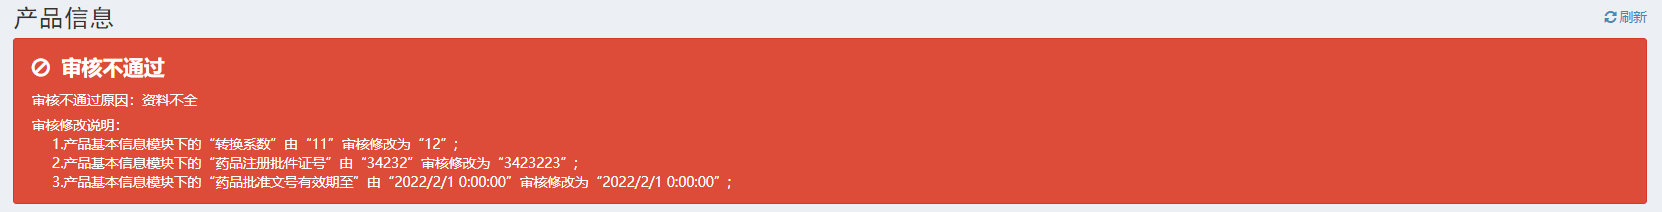 产品信息
刷新
审核不通过
审核不通过原因：资料不全
审核修改说明：
1.产品基本信息模块下的“转换系数”由“11”审核修改为“12”；
2.产品基本信息模块下的“药品注册批件证号”由“34232”审核修改为“3423223”；
3.产品基本信息模块下的“药品批准文号有效期至”由“2022/2/1 0:00:00”审核修改为“2022/2/1 0:00:00”；